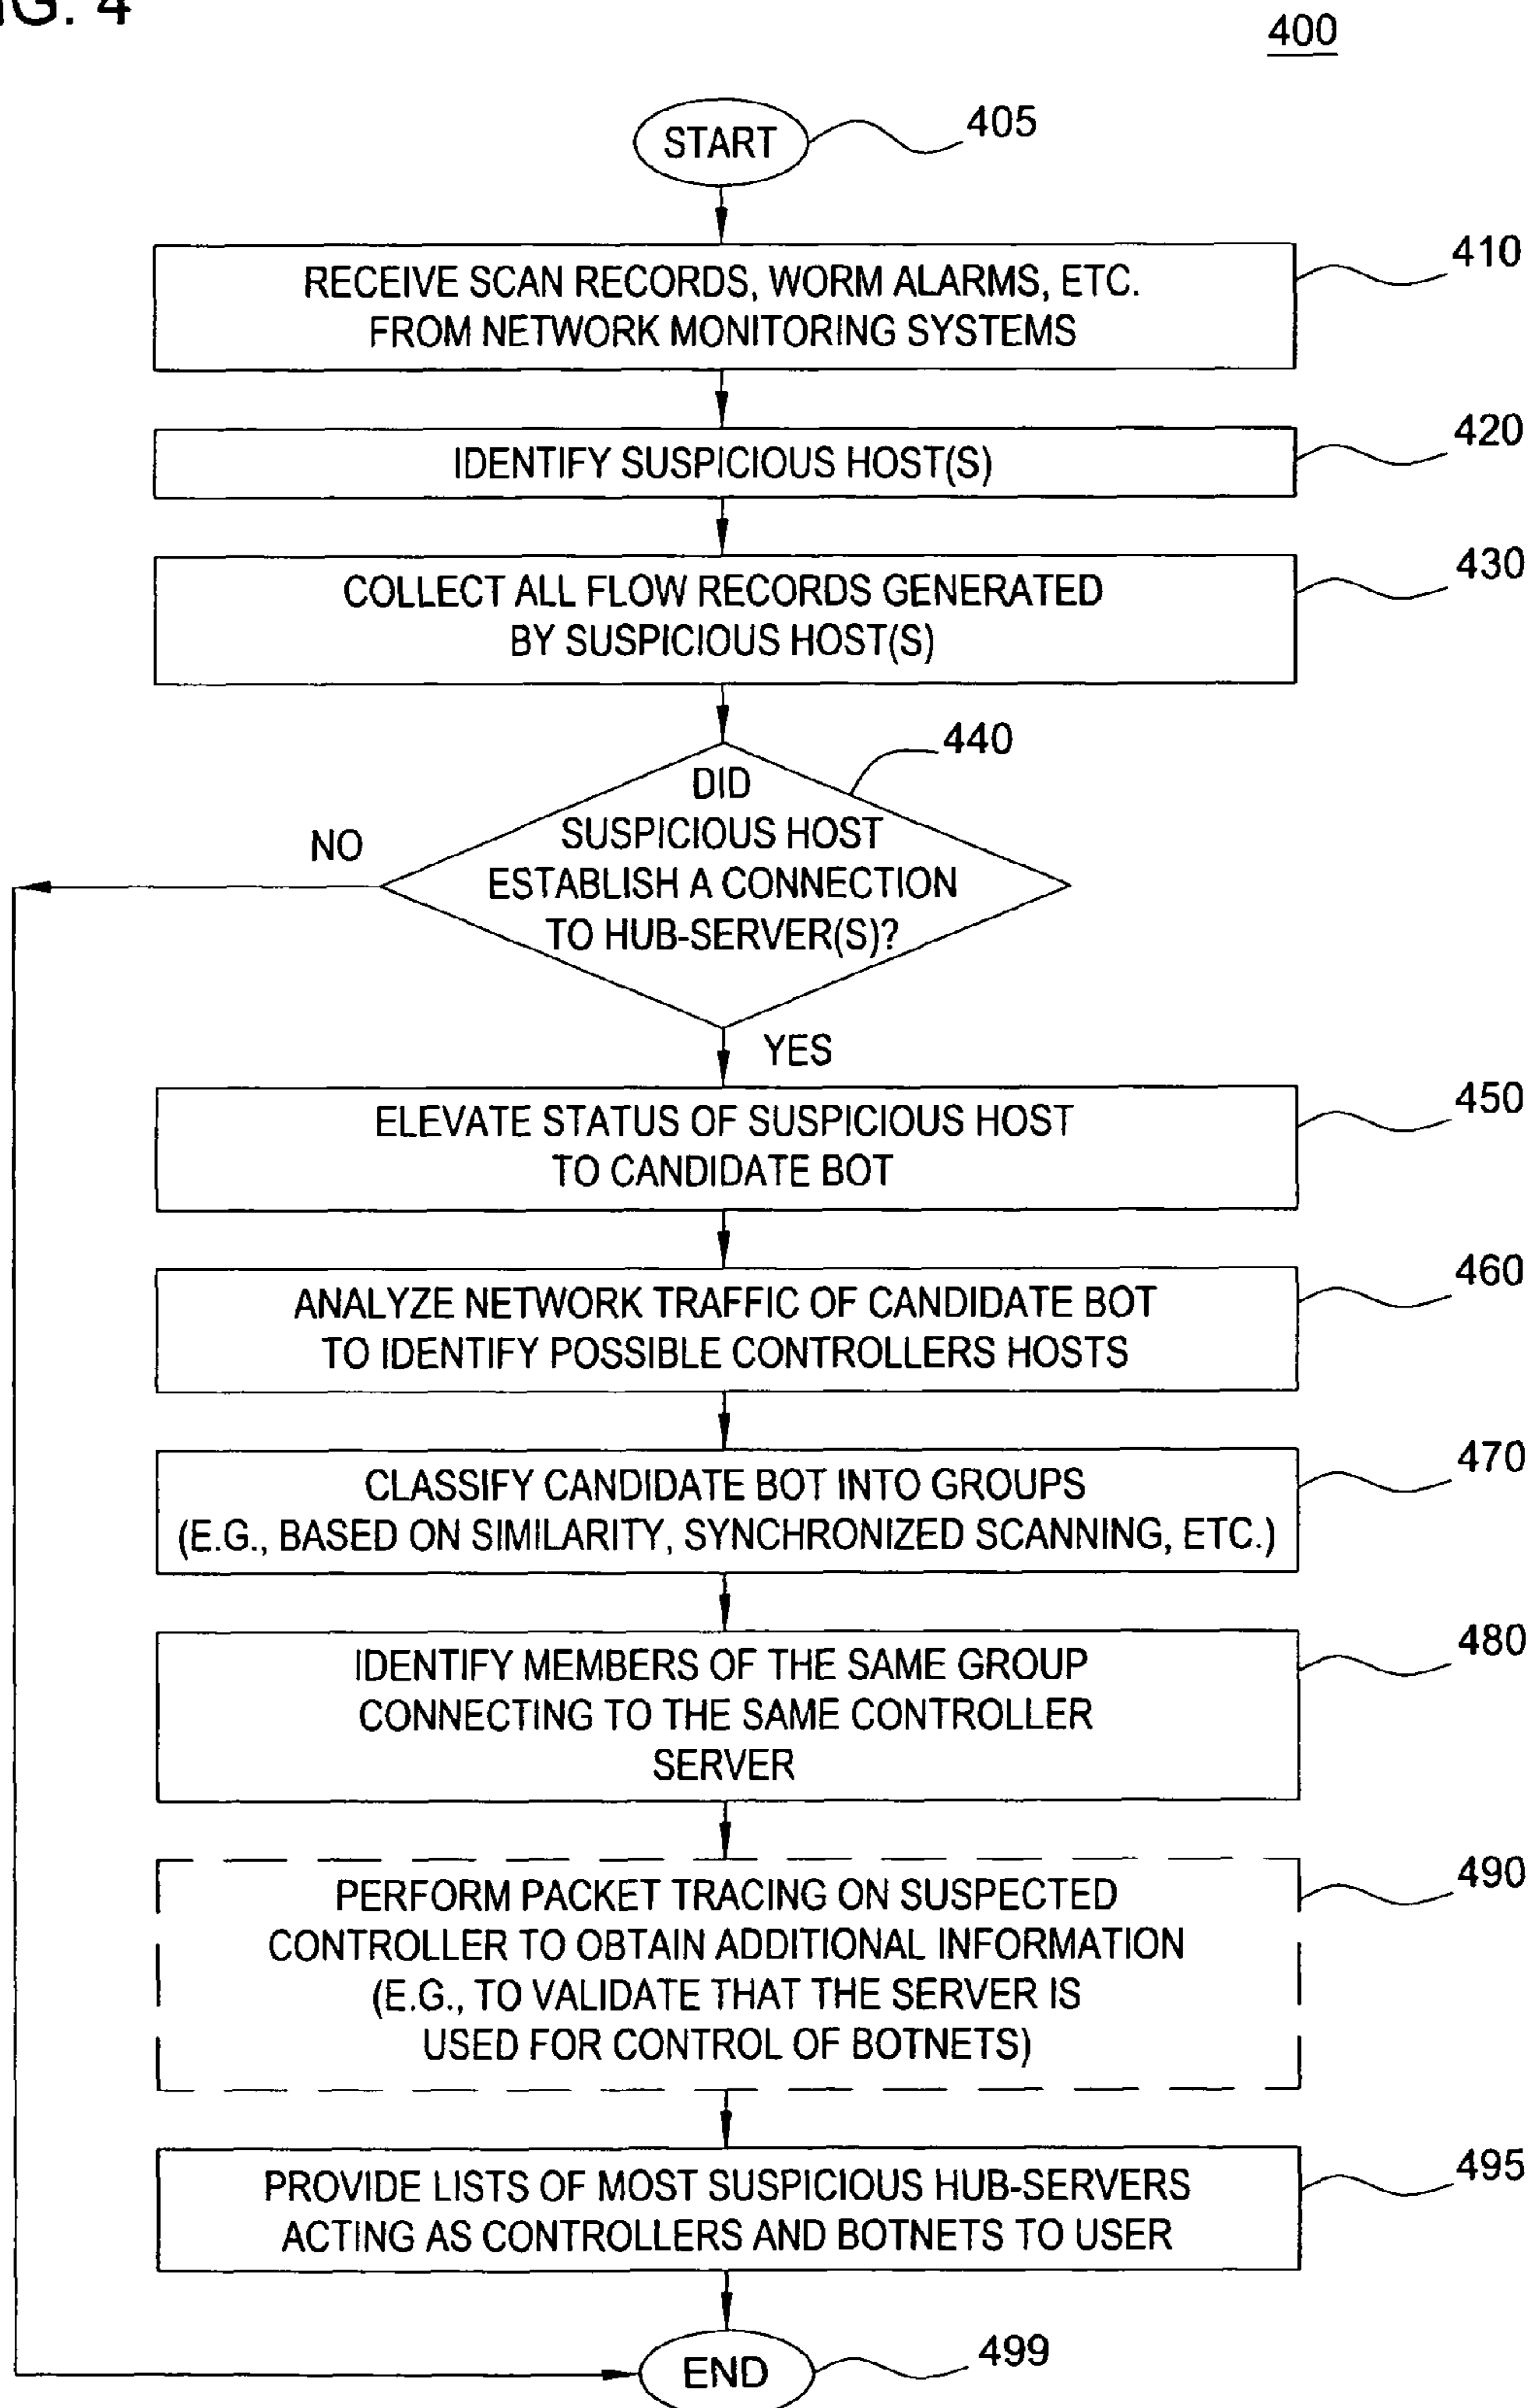 FIG. 4
400
START
405
RECEIVE SCAN RECORDS, WORM ALARMS, ETC.
FROM NETWORK MONITORING SYSTEMS
410
IDENTIFY SUSPICIOUS HOST(S)
420
COLLECT ALL FLOW RECORDS GENERATED
BY SUSPICIOUS HOST(S)
430
DID
SUSPICIOUS HOST
ESTABLISH A CONNECTION
TO HUB-SERVER(S)?
440
NO
YES
ELEVATE STATUS OF SUSPICIOUS HOST
TO CANDIDATE BOT
450
ANALYZE NETWORK TRAFFIC OF CANDIDATE BOT
TO IDENTIFY POSSIBLE CONTROLLERS HOSTS
460
CLASSIFY CANDIDATE BOT INTO GROUPS
(E.G., BASED ON SIMILARITY, SYNCHRONIZED SCANNING, ETC.)
470
IDENTIFY MEMBERS OF THE SAME GROUP
CONNECTING TO THE SAME CONTROLLER
SERVER
480
PERFORM PACKET TRACING ON SUSPECTED
CONTROLLER TO OBTAIN ADDITIONAL INFORMATION
(E.G., TO VALIDATE THAT THE SERVER IS
USED FOR CONTROL OF BOTNETS)
490
PROVIDE LISTS OF MOST SUSPICIOUS HUB-SERVERS
ACTING AS CONTROLLERS AND BOTNETS TO USER
495
END
499